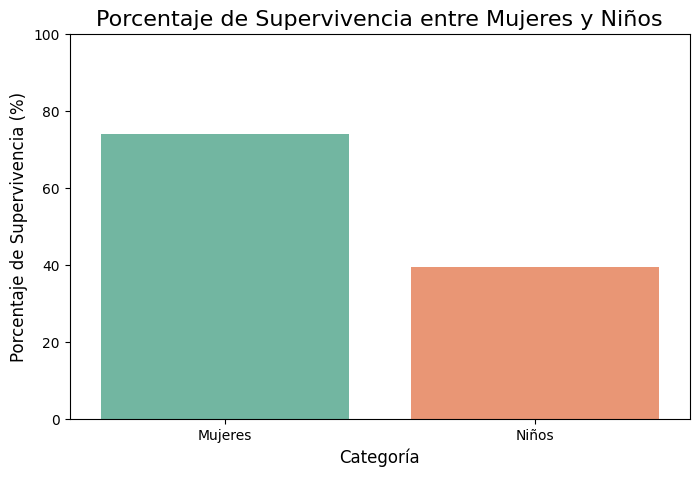 Porcentaje de Supervivencia entre Mujeres y Niños
Porcentaje de Supervivencia (%)
100
80
60
40
20
0
Mujeres
Niños
Categoría